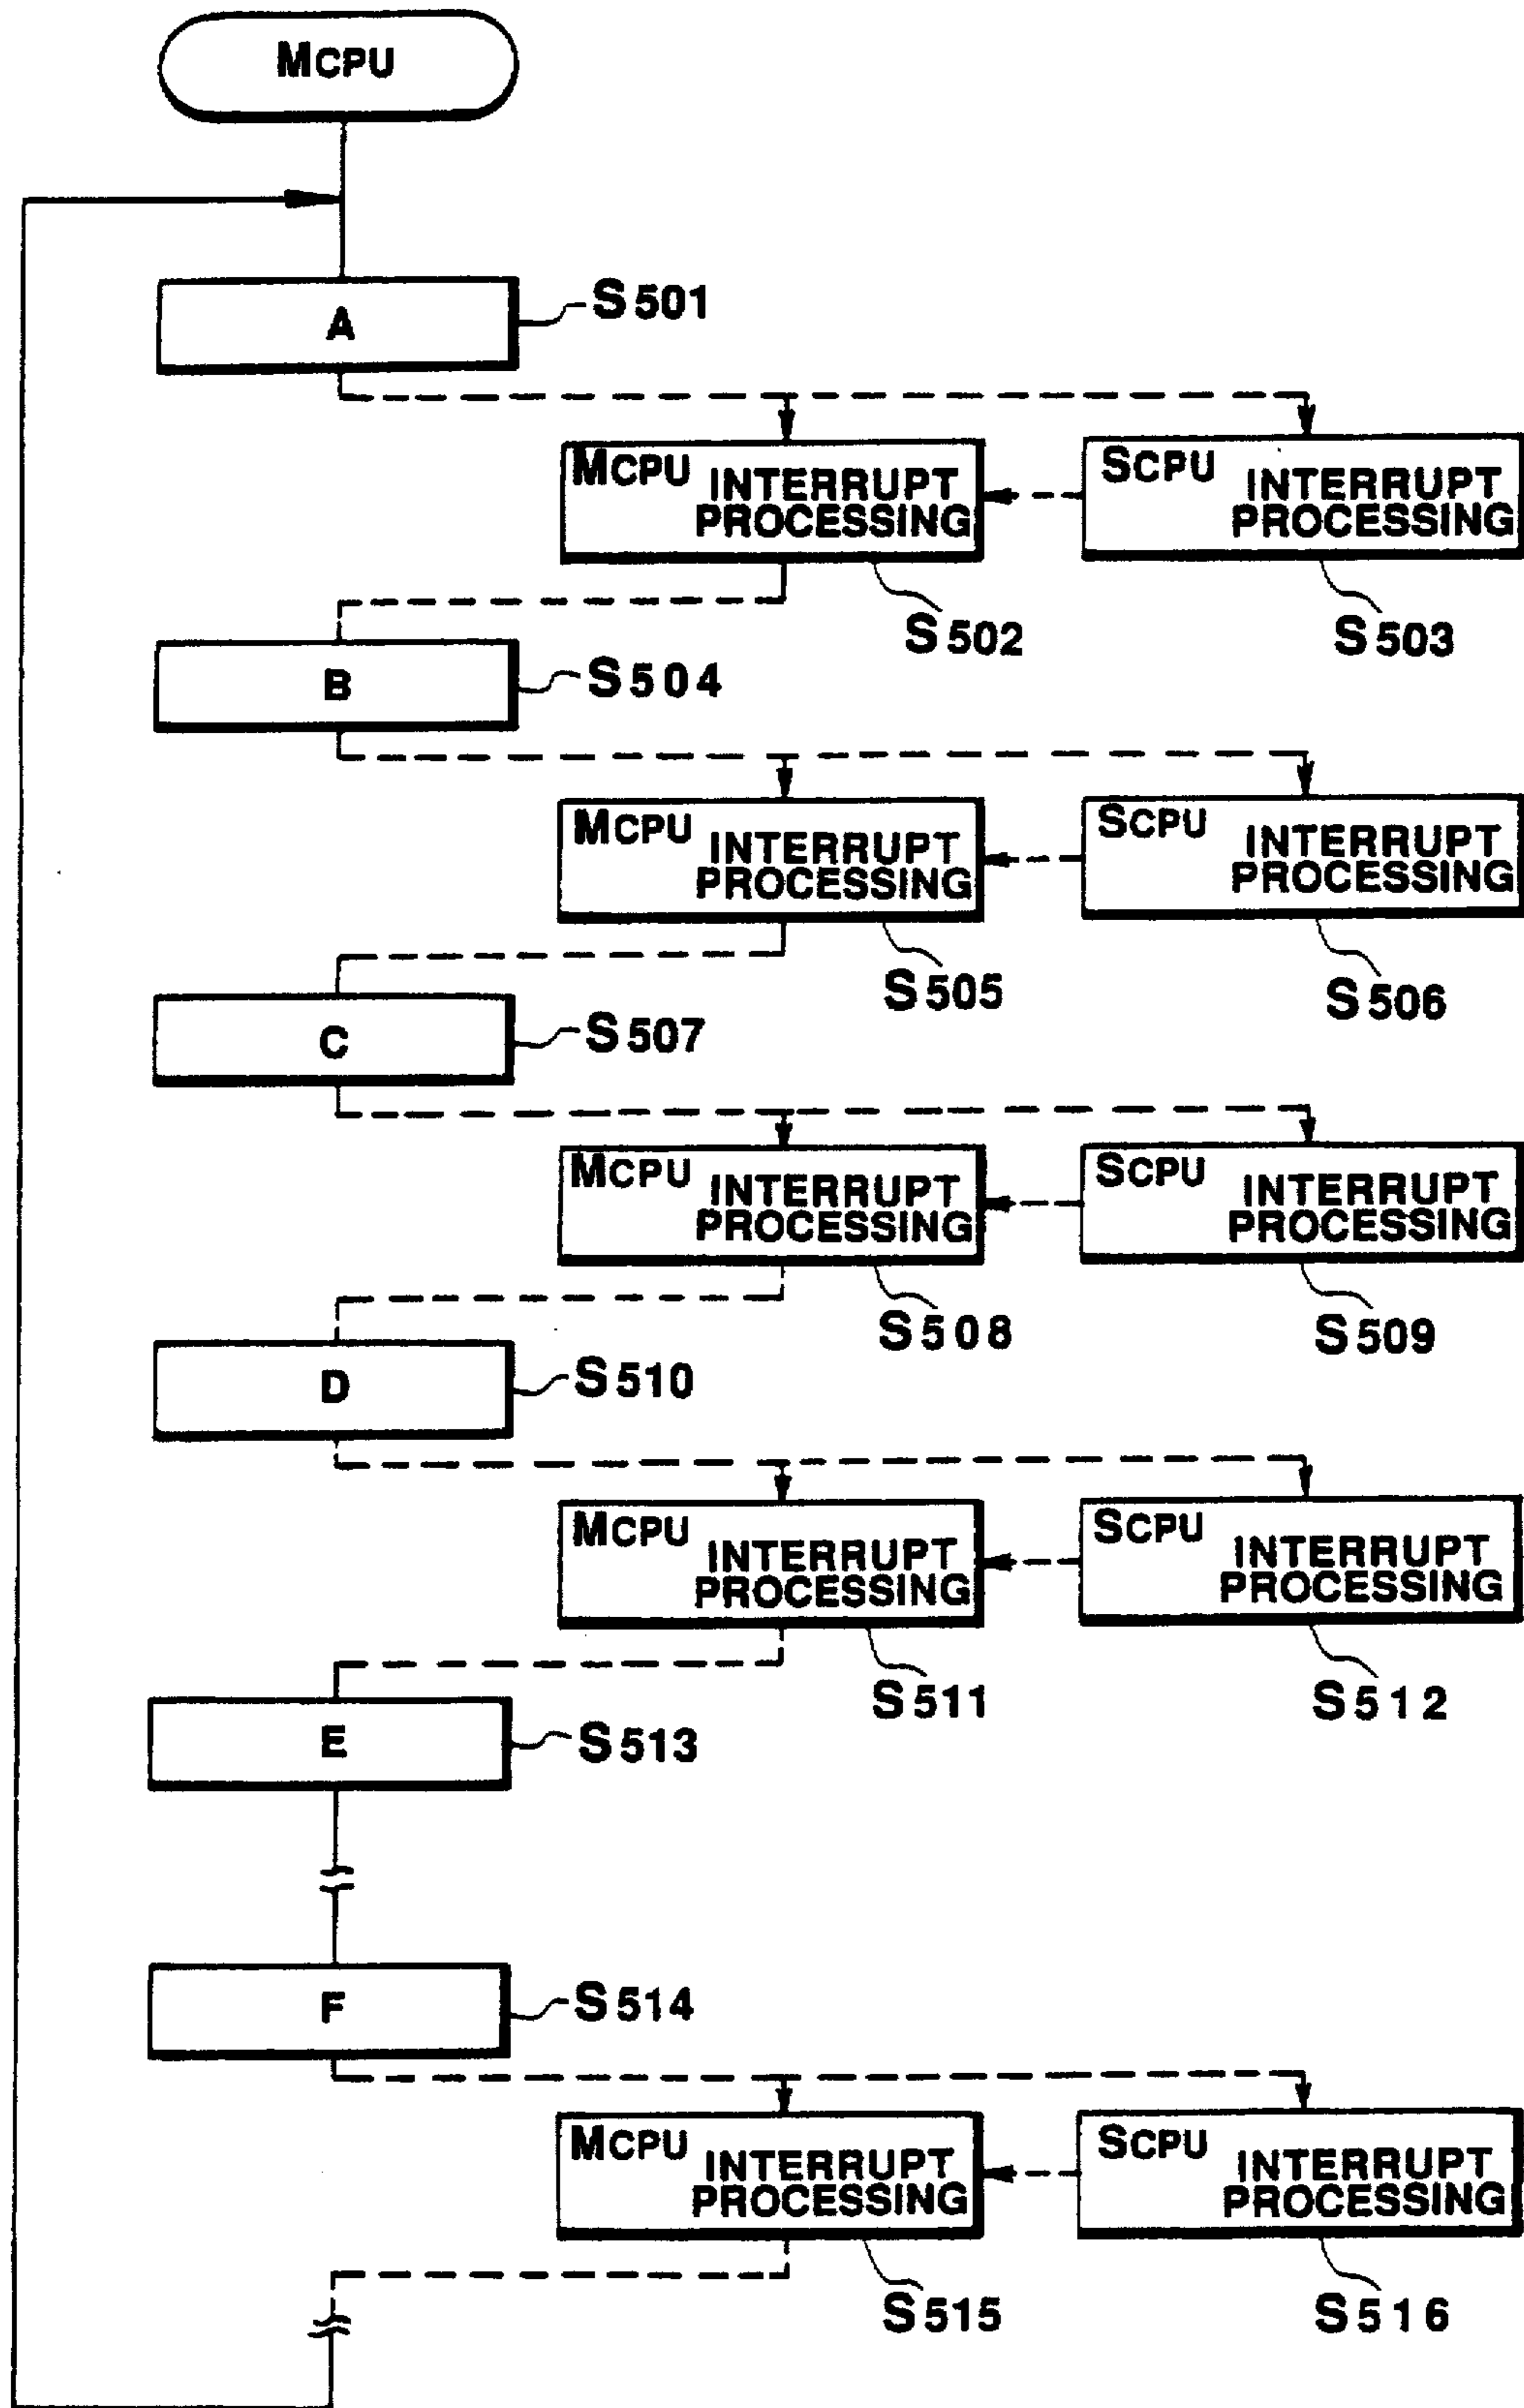 MCPU
A
S501
MCPU
INTERRUPT
PROCESSING
SCPU
INTERRUPT
PROCESSING
S502
S503
B
S504
MCPU
INTERRUPT
PROCESSING
SCPU
INTERRUPT
PROCESSING
S505
S506
C
S507
MCPU
INTERRUPT
PROCESSING
SCPU
INTERRUPT
PROCESSING
S508
S509
D
S510
MCPU
INTERRUPT
PROCESSING
SCPU
INTERRUPT
PROCESSING
S511
S512
E
S513
F
S514
MCPU
INTERRUPT
PROCESSING
SCPU
INTERRUPT
PROCESSING
S515
S516